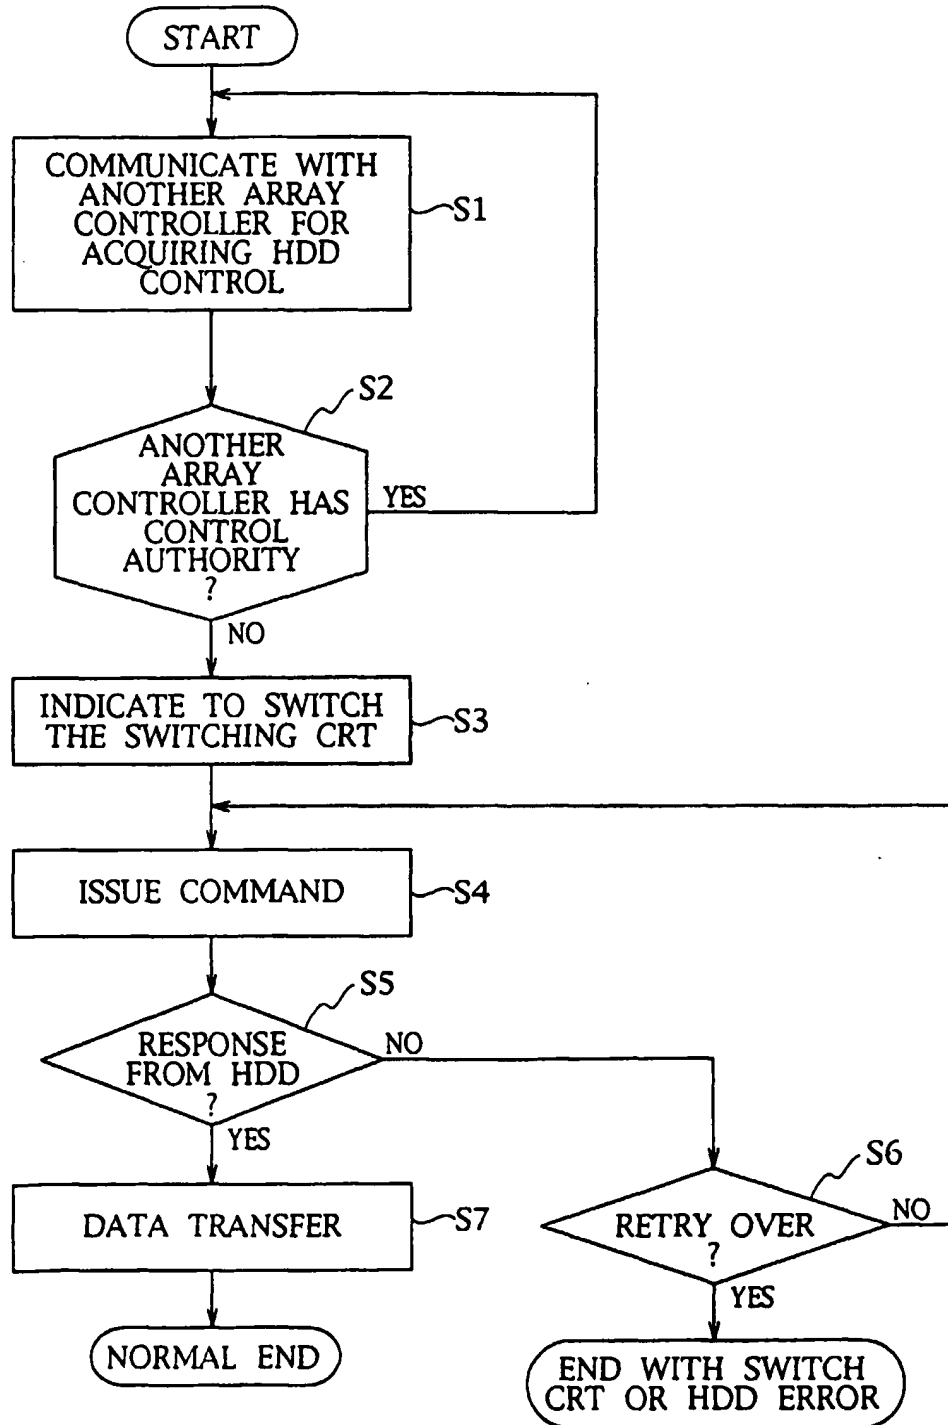 START
COMMUNICATE WITH
ANOTHER ARRAY
CONTROLLER FOR
ACQUIRING HDD
CONTROL
S1
S2
ANOTHER
ARRAY
CONTROLLER HAS
CONTROL
AUTHORITY
?
YES
NO
INDICATE TO SWITCH
THE SWITCHING CRT
S3
ISSUE COMMAND
S4
S5
RESPONSE
FROM HDD
?
NO
YES
S6
RETRY OVER
?
NO
YES
DATA TRANSFER
S7
NORMAL END
END WITH SWITCH
CRT OR HDD ERROR